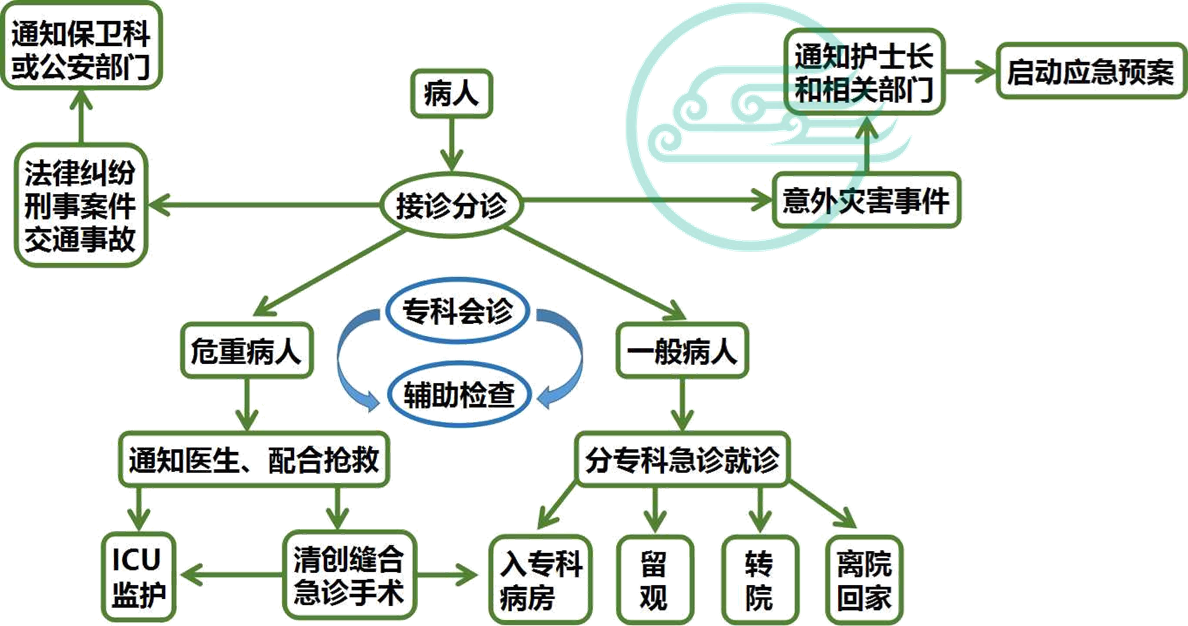 通知保卫科
或公安部门
病人
通知护士长
和相关部门
启动应急预案
法律纠纷
刑事案件
交通事故
接诊分诊
意外灾害事件
专科会诊
危重病人
一般病人
辅助检查
通知医生、配合抢救
分专科急诊就诊
ICU
监护
清创缝合
急诊手术
入专科
病房
留
观
转
院
离院
回家